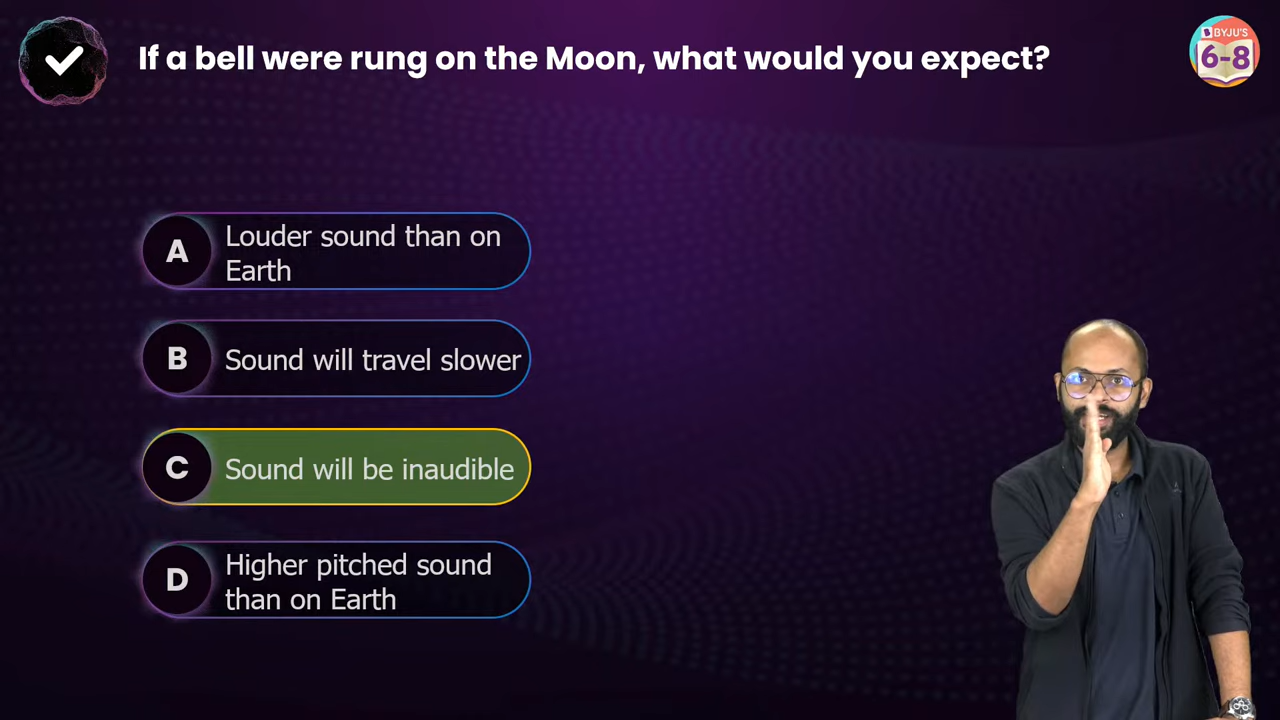 If a bell were rung on the Moon, what would you expect?
BYJU'S
6-8
A
Louder sound than on
Earth
B
Sound will travel slower
C
Sound will be inaudible
D
Higher pitched sound
than on Earth